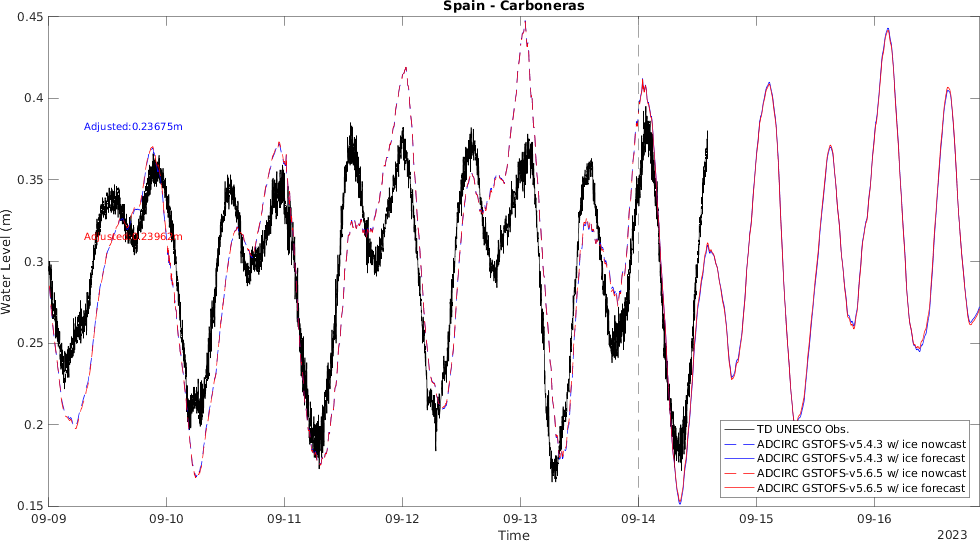 Spain - Carboneras
0.45
0.4
0.35
0.3
0.25
0.2
0.15
Water Level (m)
Adjusted:0.23675m
Adjusted:0.23962m
TD UNESCO Obs.
ADCIRC GSTOFS-v5.4.3 w/ ice nowcast
ADCIRC GSTOFS-v5.4.3 w/ ice forecast
ADCIRC GSTOFS-v5.6.5 w/ ice nowcast
ADCIRC GSTOFS-v5.6.5 w/ ice forecast
09-09 09-10 09-11 09-12 09-13 09-14 09-15 09-16
Time
2023